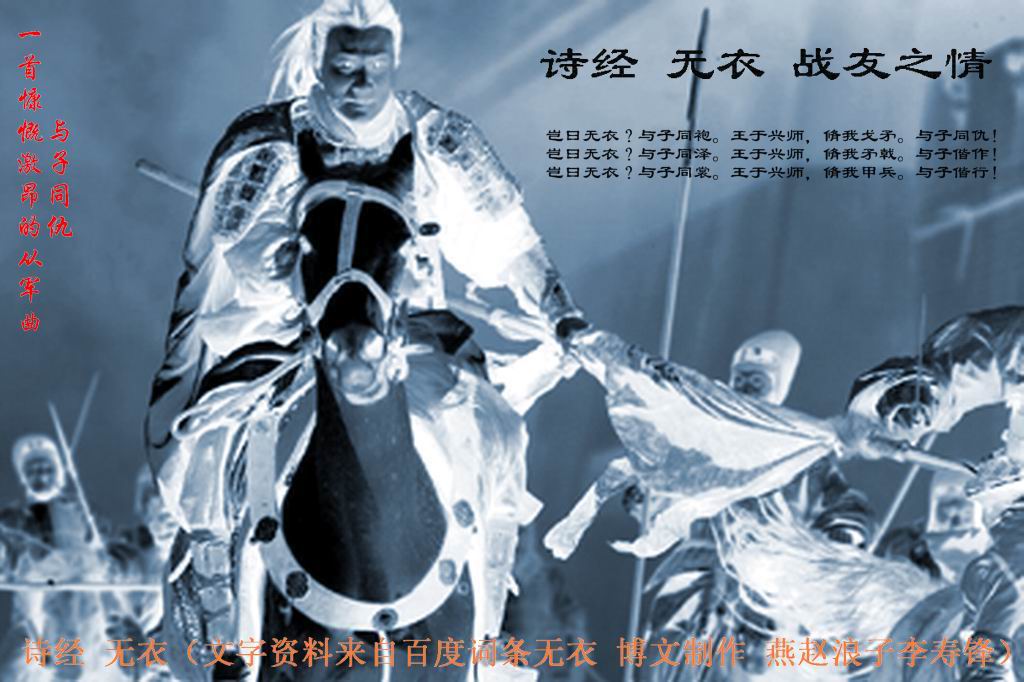 一首慷慨激昂的从军曲
与子同仇
诗经 无衣 战友之情
岂曰无衣？与子同袍。王于兴师，脩我戈矛。与子同仇！
岂曰无衣？与子同泽。王于兴师，脩我矛戟。与子偕作！
岂曰无衣？与子同裳。王于兴师，脩我甲兵。与子偕行！
诗经 无衣（文字资料来自百度词条无衣 博文制作 燕赵浪子李寿锋）